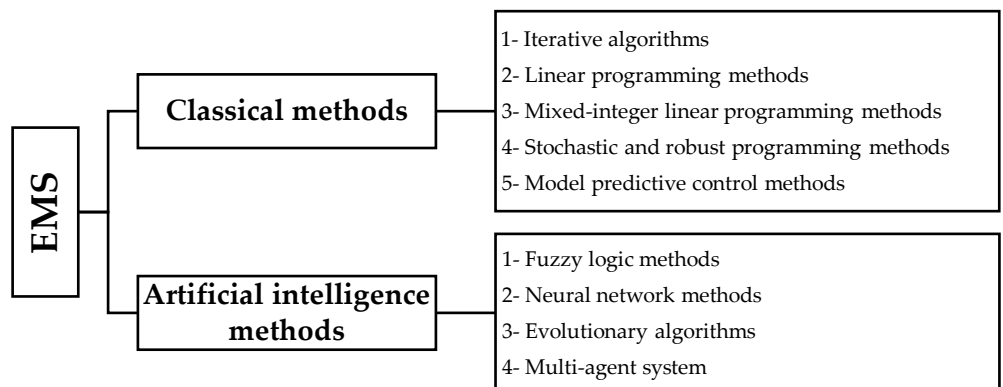 EMS
Classical methods
1- Iterative algorithms
2- Linear programming methods
3- Mixed-integer linear programming methods
4- Stochastic and robust programming methods
5- Model predictive control methods
Artificial intelligence
methods
1- Fuzzy logic methods
2- Neural network methods
3- Evolutionary algorithms
4- Multi-agent system